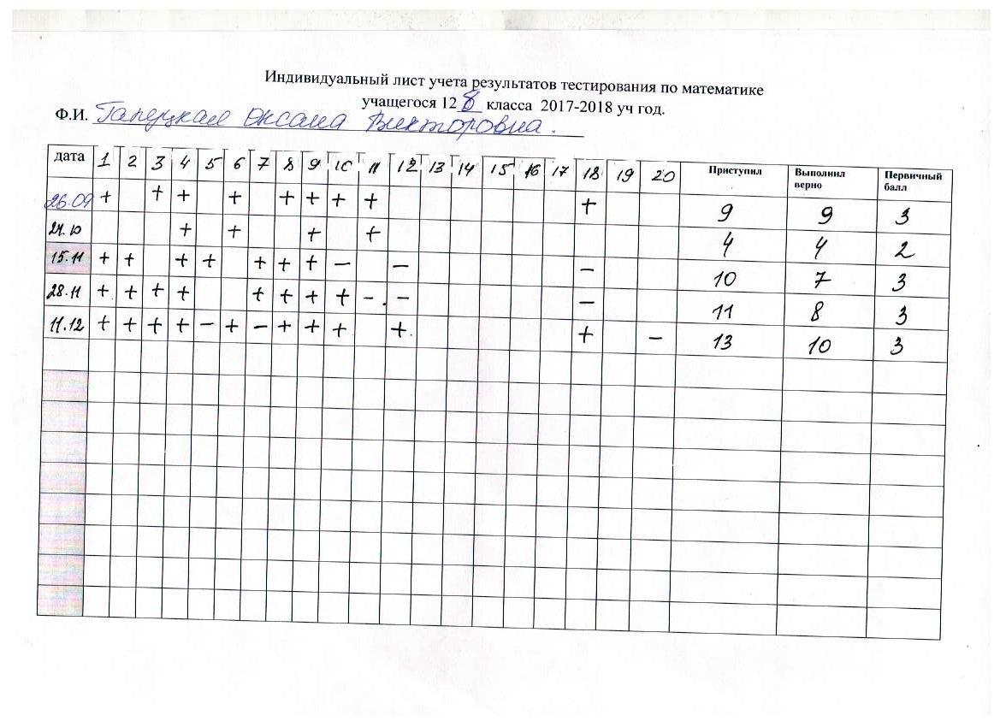 Индивидуальный лист учета результатов тестирования по математике
учащегося 12 б класса 2017-2018 уч год.
Ф.И. Гапецкая Оксана Викторовна.
дата 1 2 3 4 5 6 7 8 9 10 11 12 13 14 15 16 17 18 19 20 Приступил Выполнил верно Первичный балл
26.09 + + + + + + + + + 9 9 3
24.10 + + + + 4 4 2
15.11 + + + + + + + - - - 10 7 3
28.11 + + + + + + + + - - - 11 8 3
11.12 + + + + - + - + + + + + - 13 10 3